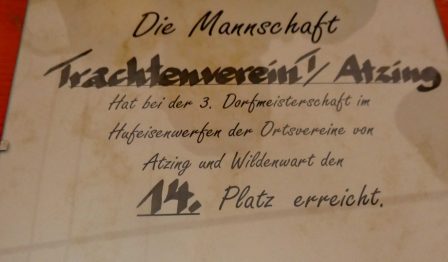 Die Mannschaft
Trachtenverein 1/ Atzing
Hat bei der 3. Dorfmeisterschaft im
Hufeisenwerfen der Ortsvereine von
Atzing und Wildenwart den
14. Platz erreicht.